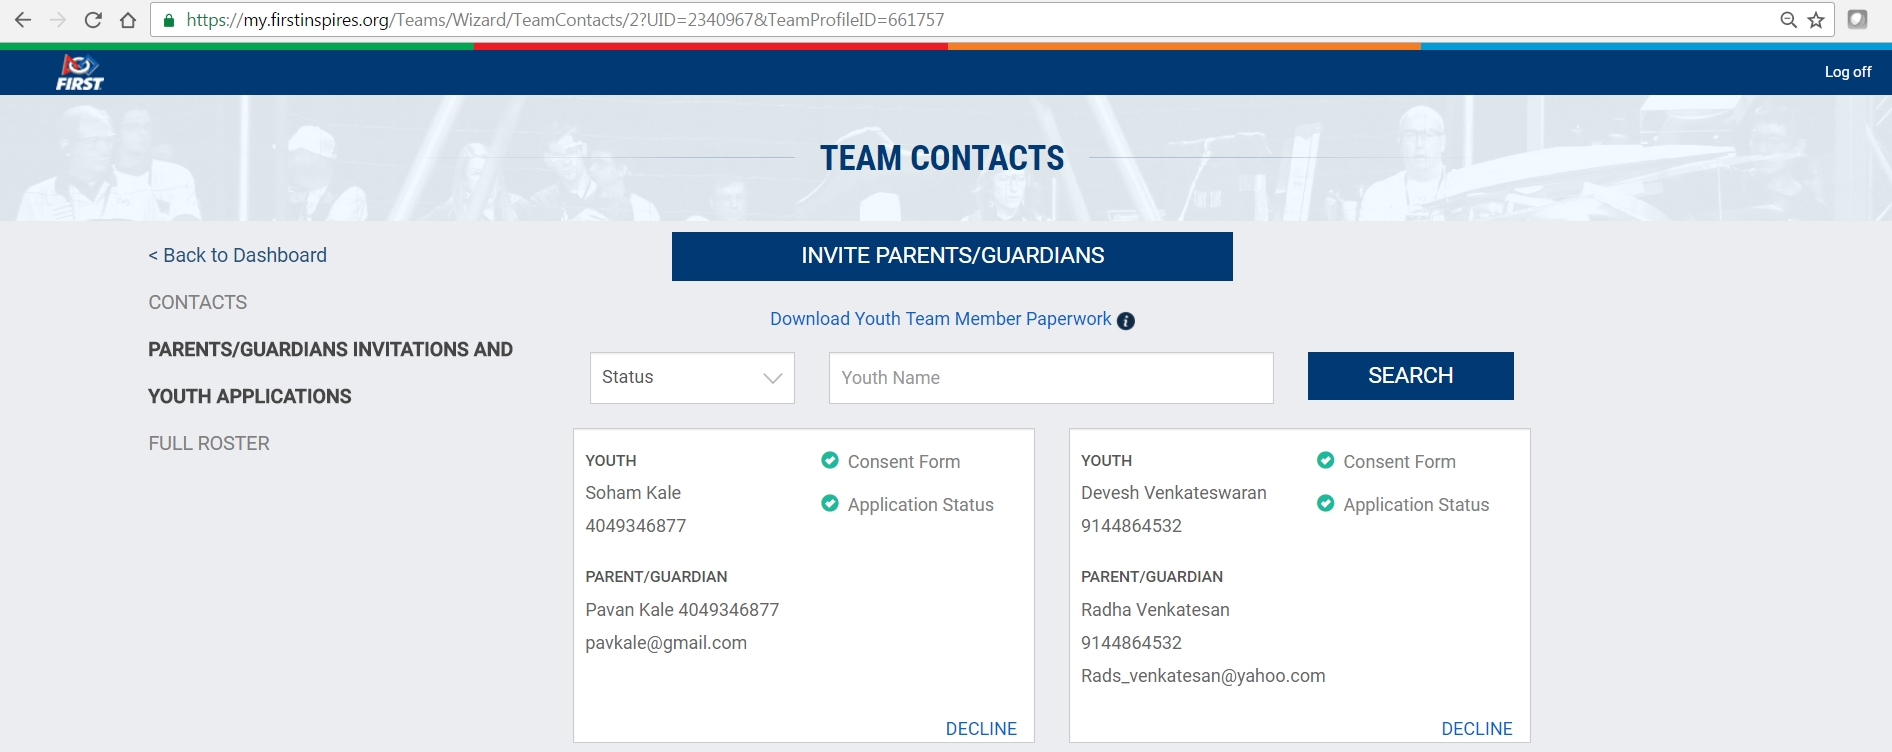 https://my.firstinspires.org/Teams/Wizard/TeamContacts/2?UID=2340967&TeamProfileID=661757
FIRST
Log off
TEAM CONTACTS
< Back to Dashboard
CONTACTS
PARENTS/GUARDIANS INVITATIONS AND
YOUTH APPLICATIONS
FULL ROSTER
INVITE PARENTS/GUARDIANS
Download Youth Team Member Paperwork
Status
Youth Name
SEARCH
YOUTH
Soham Kale
4049346877
Consent Form
Application Status
PARENT/GUARDIAN
Pavan Kale 4049346877
pavkale@gmail.com
DECLINE
YOUTH
Devesh Venkateswaran
9144864532
Consent Form
Application Status
PARENT/GUARDIAN
Radha Venkatesan
9144864532
Rads_venkatesan@yahoo.com
DECLINE